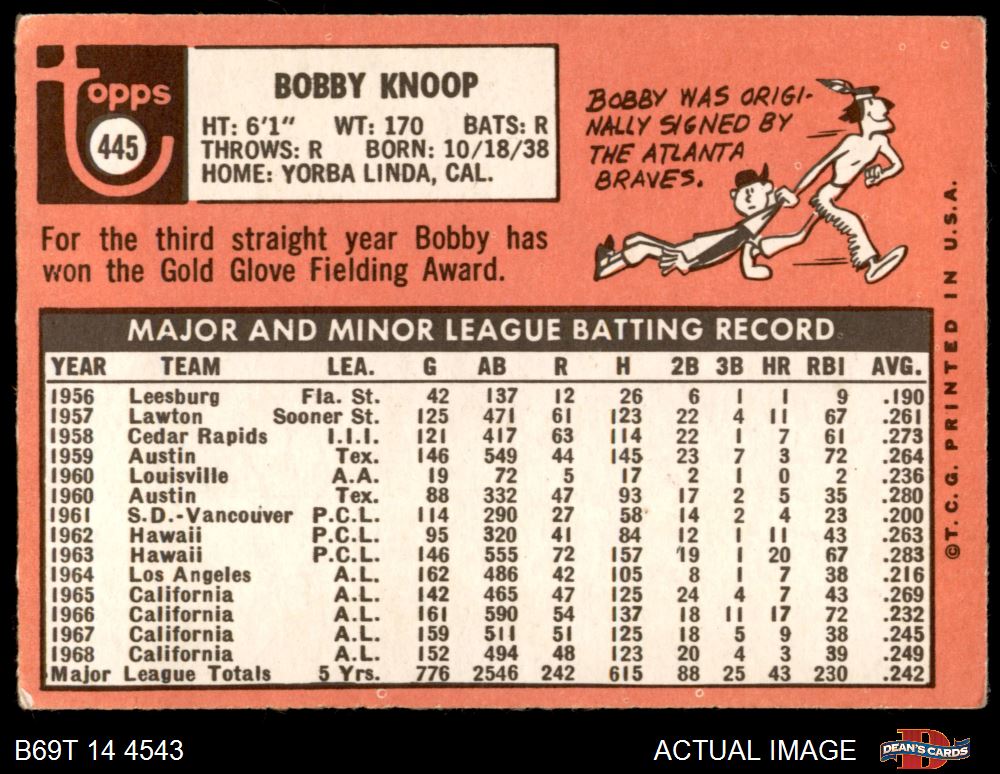 topps
445
BOBBY KNOOP
HT: 6'1" WT: 170 BATS: R
THROWS: R BORN: 10/18/38
HOME: YORBA LINDA, CAL.
BOBBY WAS ORIGI-
NALLY SIGNED BY
THE ATLANTA
BRAVES.
For the third straight year Bobby has
won the Gold Glove Fielding Award.
MAJOR AND MINOR LEAGUE BATTING RECORD
YEAR TEAM LEA. G AB R H 2B 3B HR RBI AVG.
1956 Leesburg Fla. St. 42 137 12 26 6 1 1 9 .190
1957 Lawton Sooner St. 125 471 61 123 22 4 11 67 .261
1958 Cedar Rapids I.I.I. 121 417 63 114 22 1 7 61 .273
1959 Austin Tex. 146 549 44 145 23 7 3 72 .264
1960 Louisville A.A. 19 72 5 17 2 1 0 2 .236
1960 Austin Tex. 88 332 47 93 17 2 5 35 .280
1961 S.D.-Vancouver P.C.L. 114 290 27 58 14 2 4 23 .200
1962 Hawaii P.C.L. 95 320 41 84 12 1 11 43 .263
1963 Hawaii P.C.L. 146 555 72 157 19 1 20 67 .283
1964 Los Angeles A.L. 162 486 42 105 8 1 7 38 .216
1965 California A.L. 142 465 47 125 24 4 7 43 .269
1966 California A.L. 161 590 54 137 18 11 17 72 .232
1967 California A.L. 159 511 51 125 18 5 9 38 .245
1968 California A.L. 152 494 48 123 20 4 3 39 .249
Major League Totals 5 Yrs. 776 2546 242 615 88 25 43 230 .242
©T.C.G. PRINTED IN U.S.A.
B69T 14 4543
ACTUAL IMAGE
DEAN'S CARDS